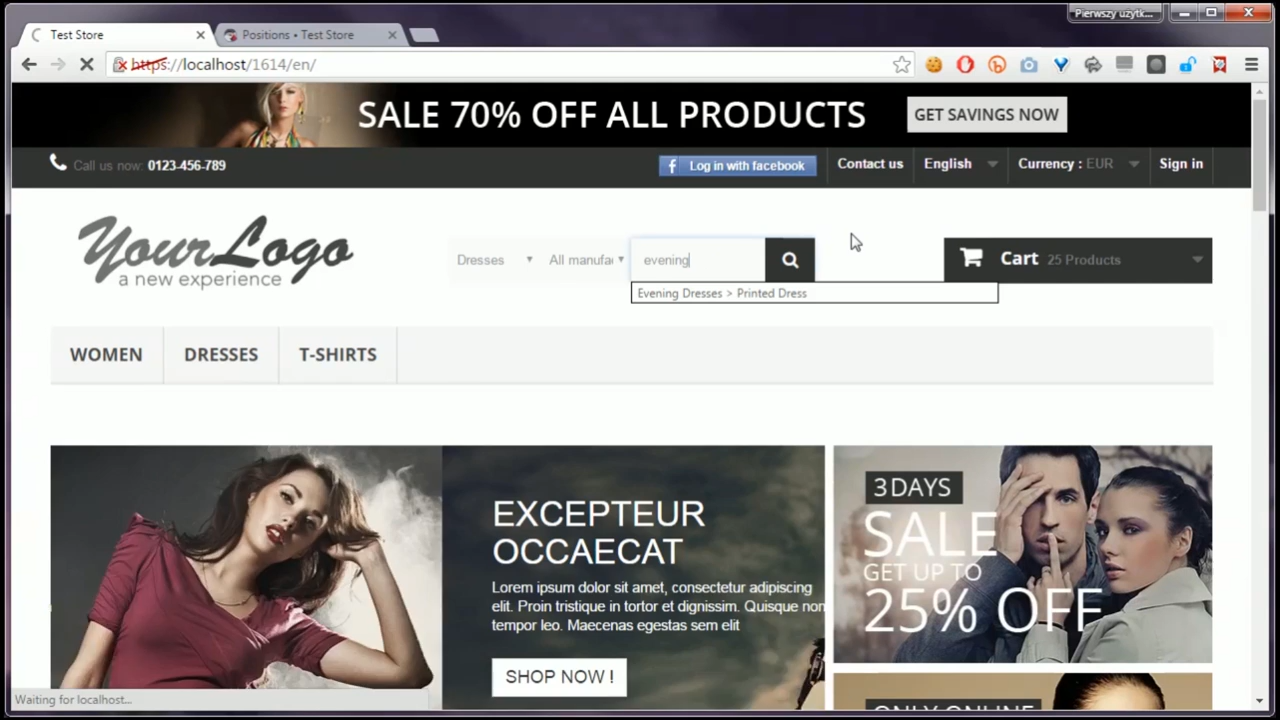 Pierwszy użytk...
Test Store
Positions • Test Store
https://localhost/1614/en/
SALE 70% OFF ALL PRODUCTS
GET SAVINGS NOW
Call us now: 0123-456-789
Log in with facebook
Contact us
English
Currency : EUR
Sign in
YourLogo
a new experience
Dresses
All manufa
evening
Cart 25 Products
Evening Dresses > Printed Dress
WOMEN
DRESSES
T-SHIRTS
EXCEPTEUR
OCCAECAT
Lorem ipsum dolor sit amet, consectetur adipiscing
elit. Proin tristique in tortor et dignissim. Quisque non
tempor leo. Maecenas egestas sem elit
SHOP NOW !
3 DAYS
SALE
GET UP TO
25% OFF
ONLY ONLINE
Waiting for localhost...